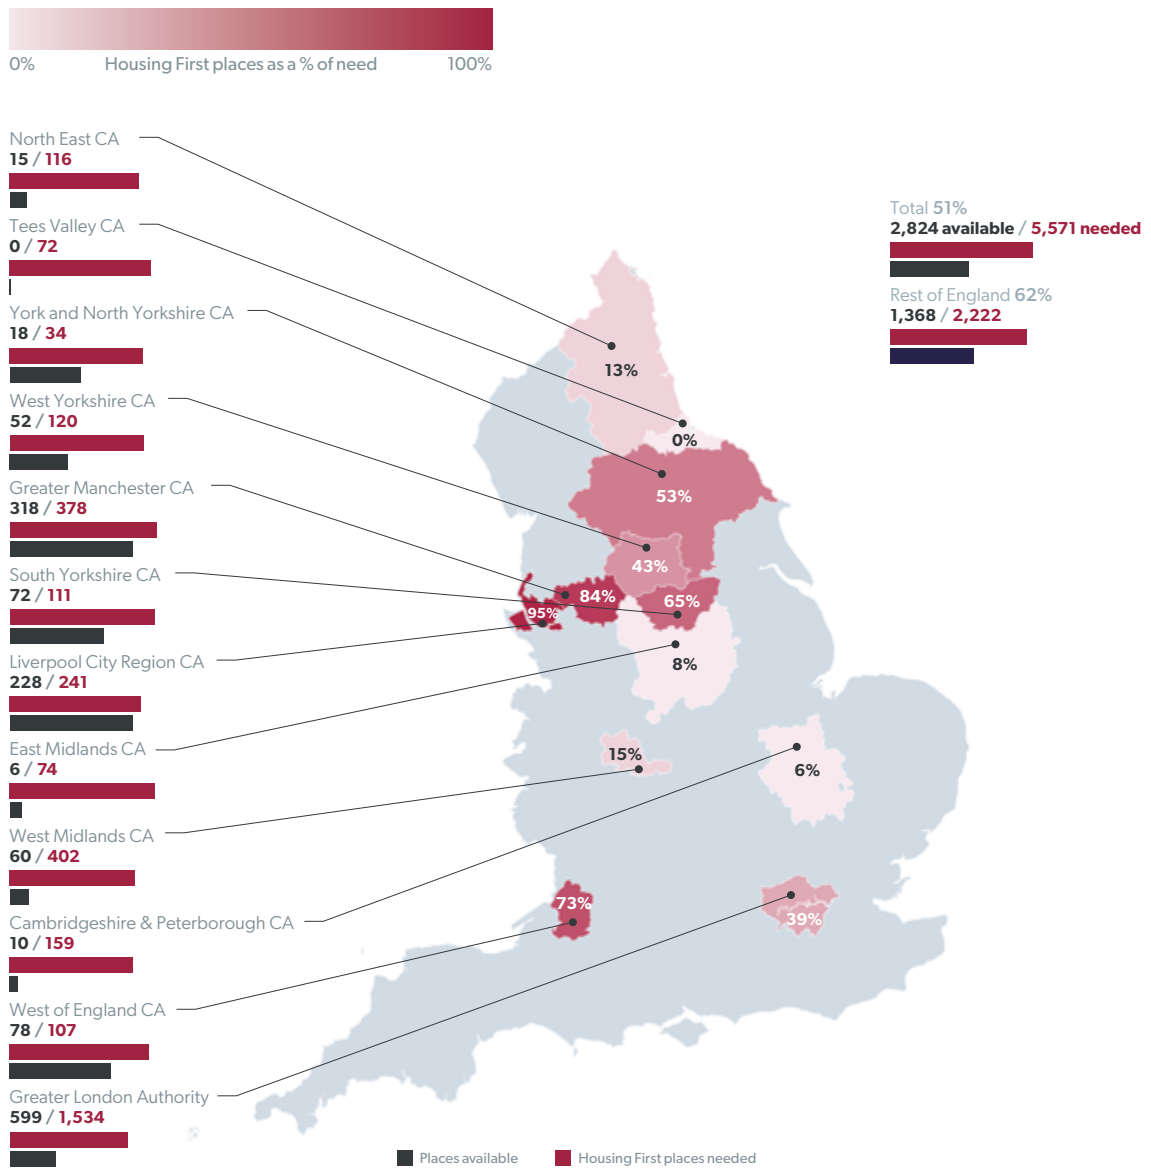 0% Housing First places as a % of need 100%
North East CA
15 / 116
Tees Valley CA
0 / 72
York and North Yorkshire CA
18 / 34
West Yorkshire CA
52 / 120
Greater Manchester CA
318 / 378
South Yorkshire CA
72 / 111
Liverpool City Region CA
228 / 241
East Midlands CA
6 / 74
West Midlands CA
60 / 402
Cambridgeshire & Peterborough CA
10 / 159
West of England CA
78 / 107
Greater London Authority
599 / 1,534
Total 51%
2,824 available / 5,571 needed
Rest of England 62%
1,368 / 2,222
13%
0%
53%
43%
84%
65%
95%
8%
15%
6%
73%
39%
Places available
Housing First places needed